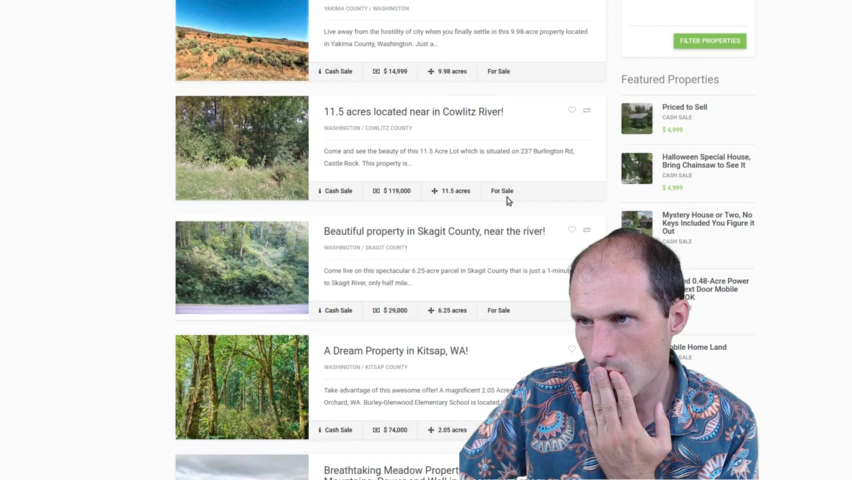 YAKIMA COUNTY / WASHINGTON
Live away from the hostility of city when you finally settle in this 9.98-acre property located
in Yakima County, Washington. Just a...
Cash Sale $ 14,999 9.98 acres For Sale
11.5 acres located near in Cowlitz River!
WASHINGTON / COWLITZ COUNTY
Come and see the beauty of this 11.5 Acre Lot which is situated on 237 Burlington Rd,
Castle Rock. This property is...
Cash Sale $ 119,000 11.5 acres For Sale
Beautiful property in Skagit County, near the river!
WASHINGTON / SKAGIT COUNTY
Come live on this spectacular 6.25-acre parcel in Skagit County that is just a 1-minute
to Skagit River, only half mile...
Cash Sale $ 29,000 6.25 acres For Sale
A Dream Property in Kitsap, WA!
WASHINGTON / KITSAP COUNTY
Take advantage of this awesome offer! A magnificent 2.05 Acres
Orchard, WA. Burley-Glenwood Elementary School is located
Cash Sale $ 74,000 2.05 acres
Breathtaking Meadow Propert
Mountains, Power and Well in
FILTER PROPERTIES
Featured Properties
Priced to Sell
CASH SALE
$ 4,999
Halloween Special House,
Bring Chainsaw to See It
CASH SALE
$ 4,999
Mystery House or Two, No
Keys Included You Figure it
Out
CASH SALE
0.48-Acre Power
ext Door Mobile
OK
bile Home Land
SALE